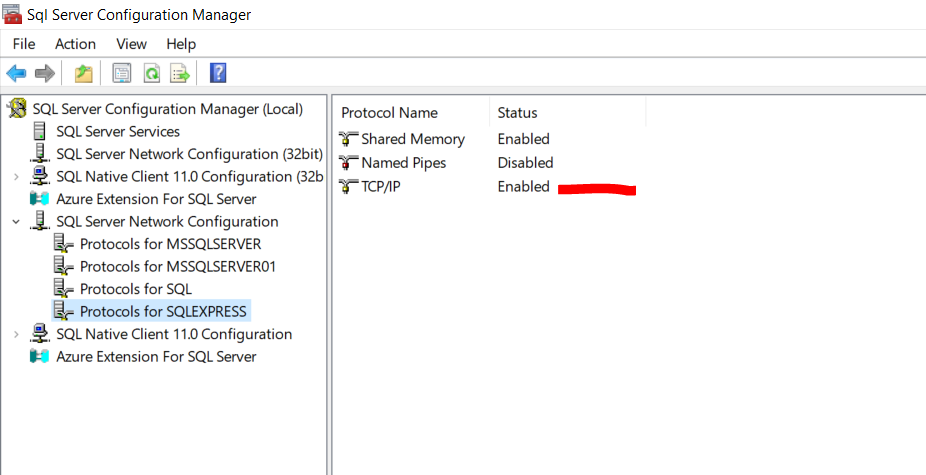 Sql Server Configuration Manager
File Action View Help
SQL Server Configuration Manager (Local)
SQL Server Services
SQL Server Network Configuration (32bit)
SQL Native Client 11.0 Configuration (32b
Azure Extension For SQL Server
SQL Server Network Configuration
Protocols for MSSQLSERVER
Protocols for MSSQLSERVER01
Protocols for SQL
Protocols for SQLEXPRESS
SQL Native Client 11.0 Configuration
Azure Extension For SQL Server
Protocol Name Status
Shared Memory Enabled
Named Pipes Disabled
TCP/IP Enabled